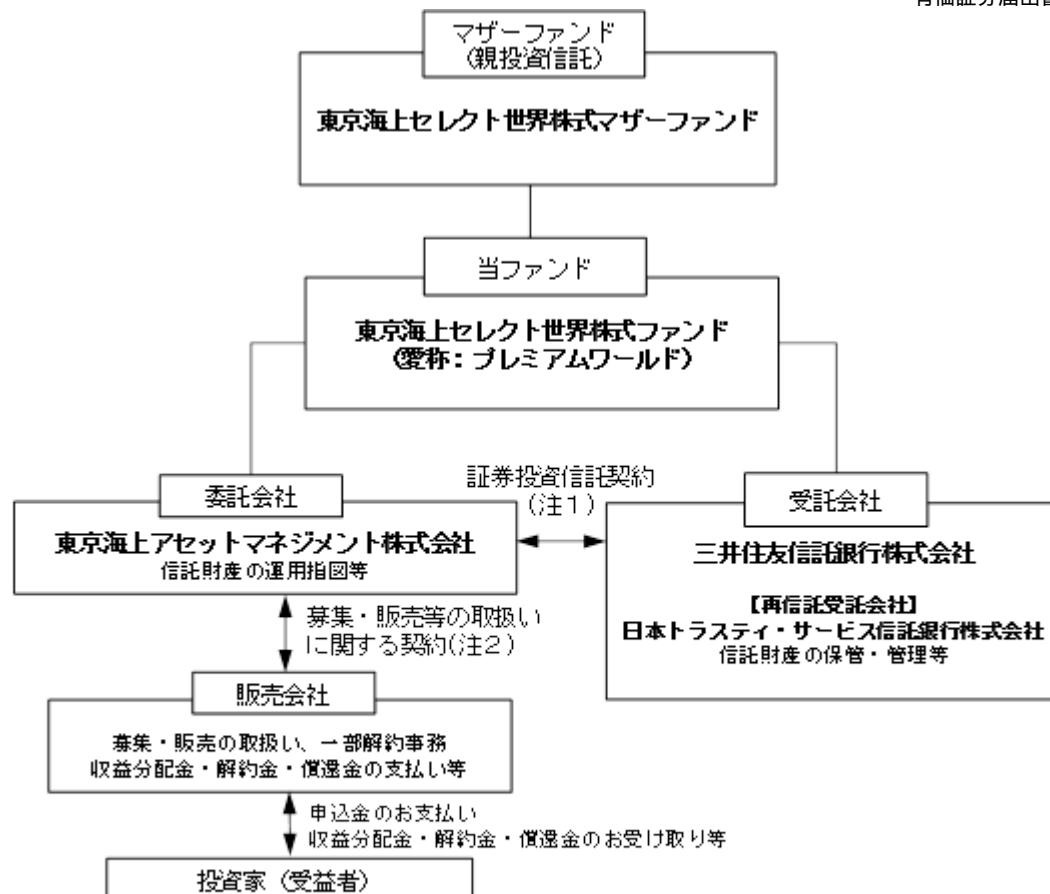 マザーファンド
(親投資信託)
東京海上セレクト世界株式マザーファンド
当ファンド
東京海上セレクト世界株式ファンド
(愛称：プレミアムワールド)
委託会社
東京海上アセットマネジメント株式会社
信託財産の運用指図等
証券投資信託契約
(注１)
受託会社
三井住友信託銀行株式会社
【再信託受託会社】
日本トラスティ・サービス信託銀行株式会社
信託財産の保管・管理等
募集・販売等の取扱い
に関する契約(注２)
販売会社
募集・販売の取扱い、一部解約事務
収益分配金・解約金・償還金の支払い等
申込金のお支払い
収益分配金・解約金・償還金のお受け取り等
投資家（受益者）